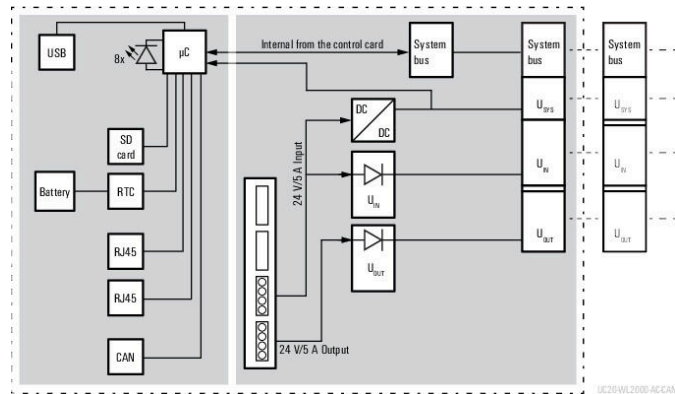 USB
8x
µC
Internal from the control card
System
bus
System
bus
System
bus
DC
DC
U SYS
U SYS
SD
card
24 V/5 A Input
Battery
RTC
U IN
U IN
U IN
RJ45
U OUT
U OUT
U OUT
RJ45
24 V/5 A Output
CAN
UC20-WL2000-AC-CAN